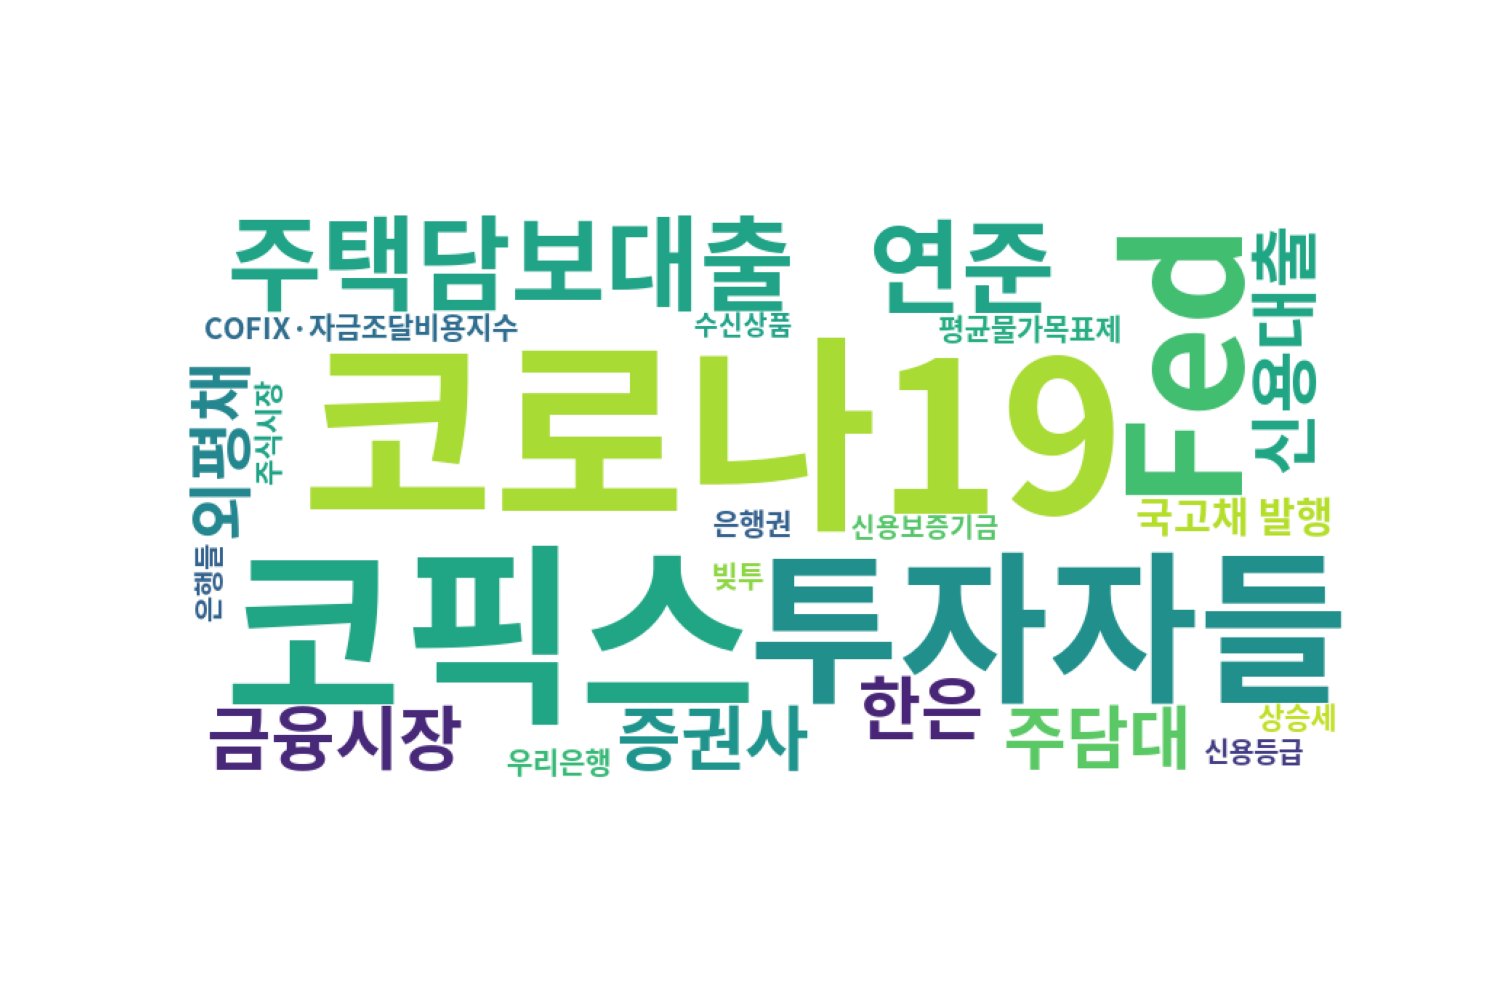 주택담보대출
연준
Fed
신용대출
COFIX·자금조달비용지수
수신상품
평균물가목표제
외평채
주식시장
코로나19
은행권
신용보증기금
국고채 발행
은행들
코픽스
빚투
투자자들
금융시장
우리은행
증권사
한은
주담대
상승세
신용등급